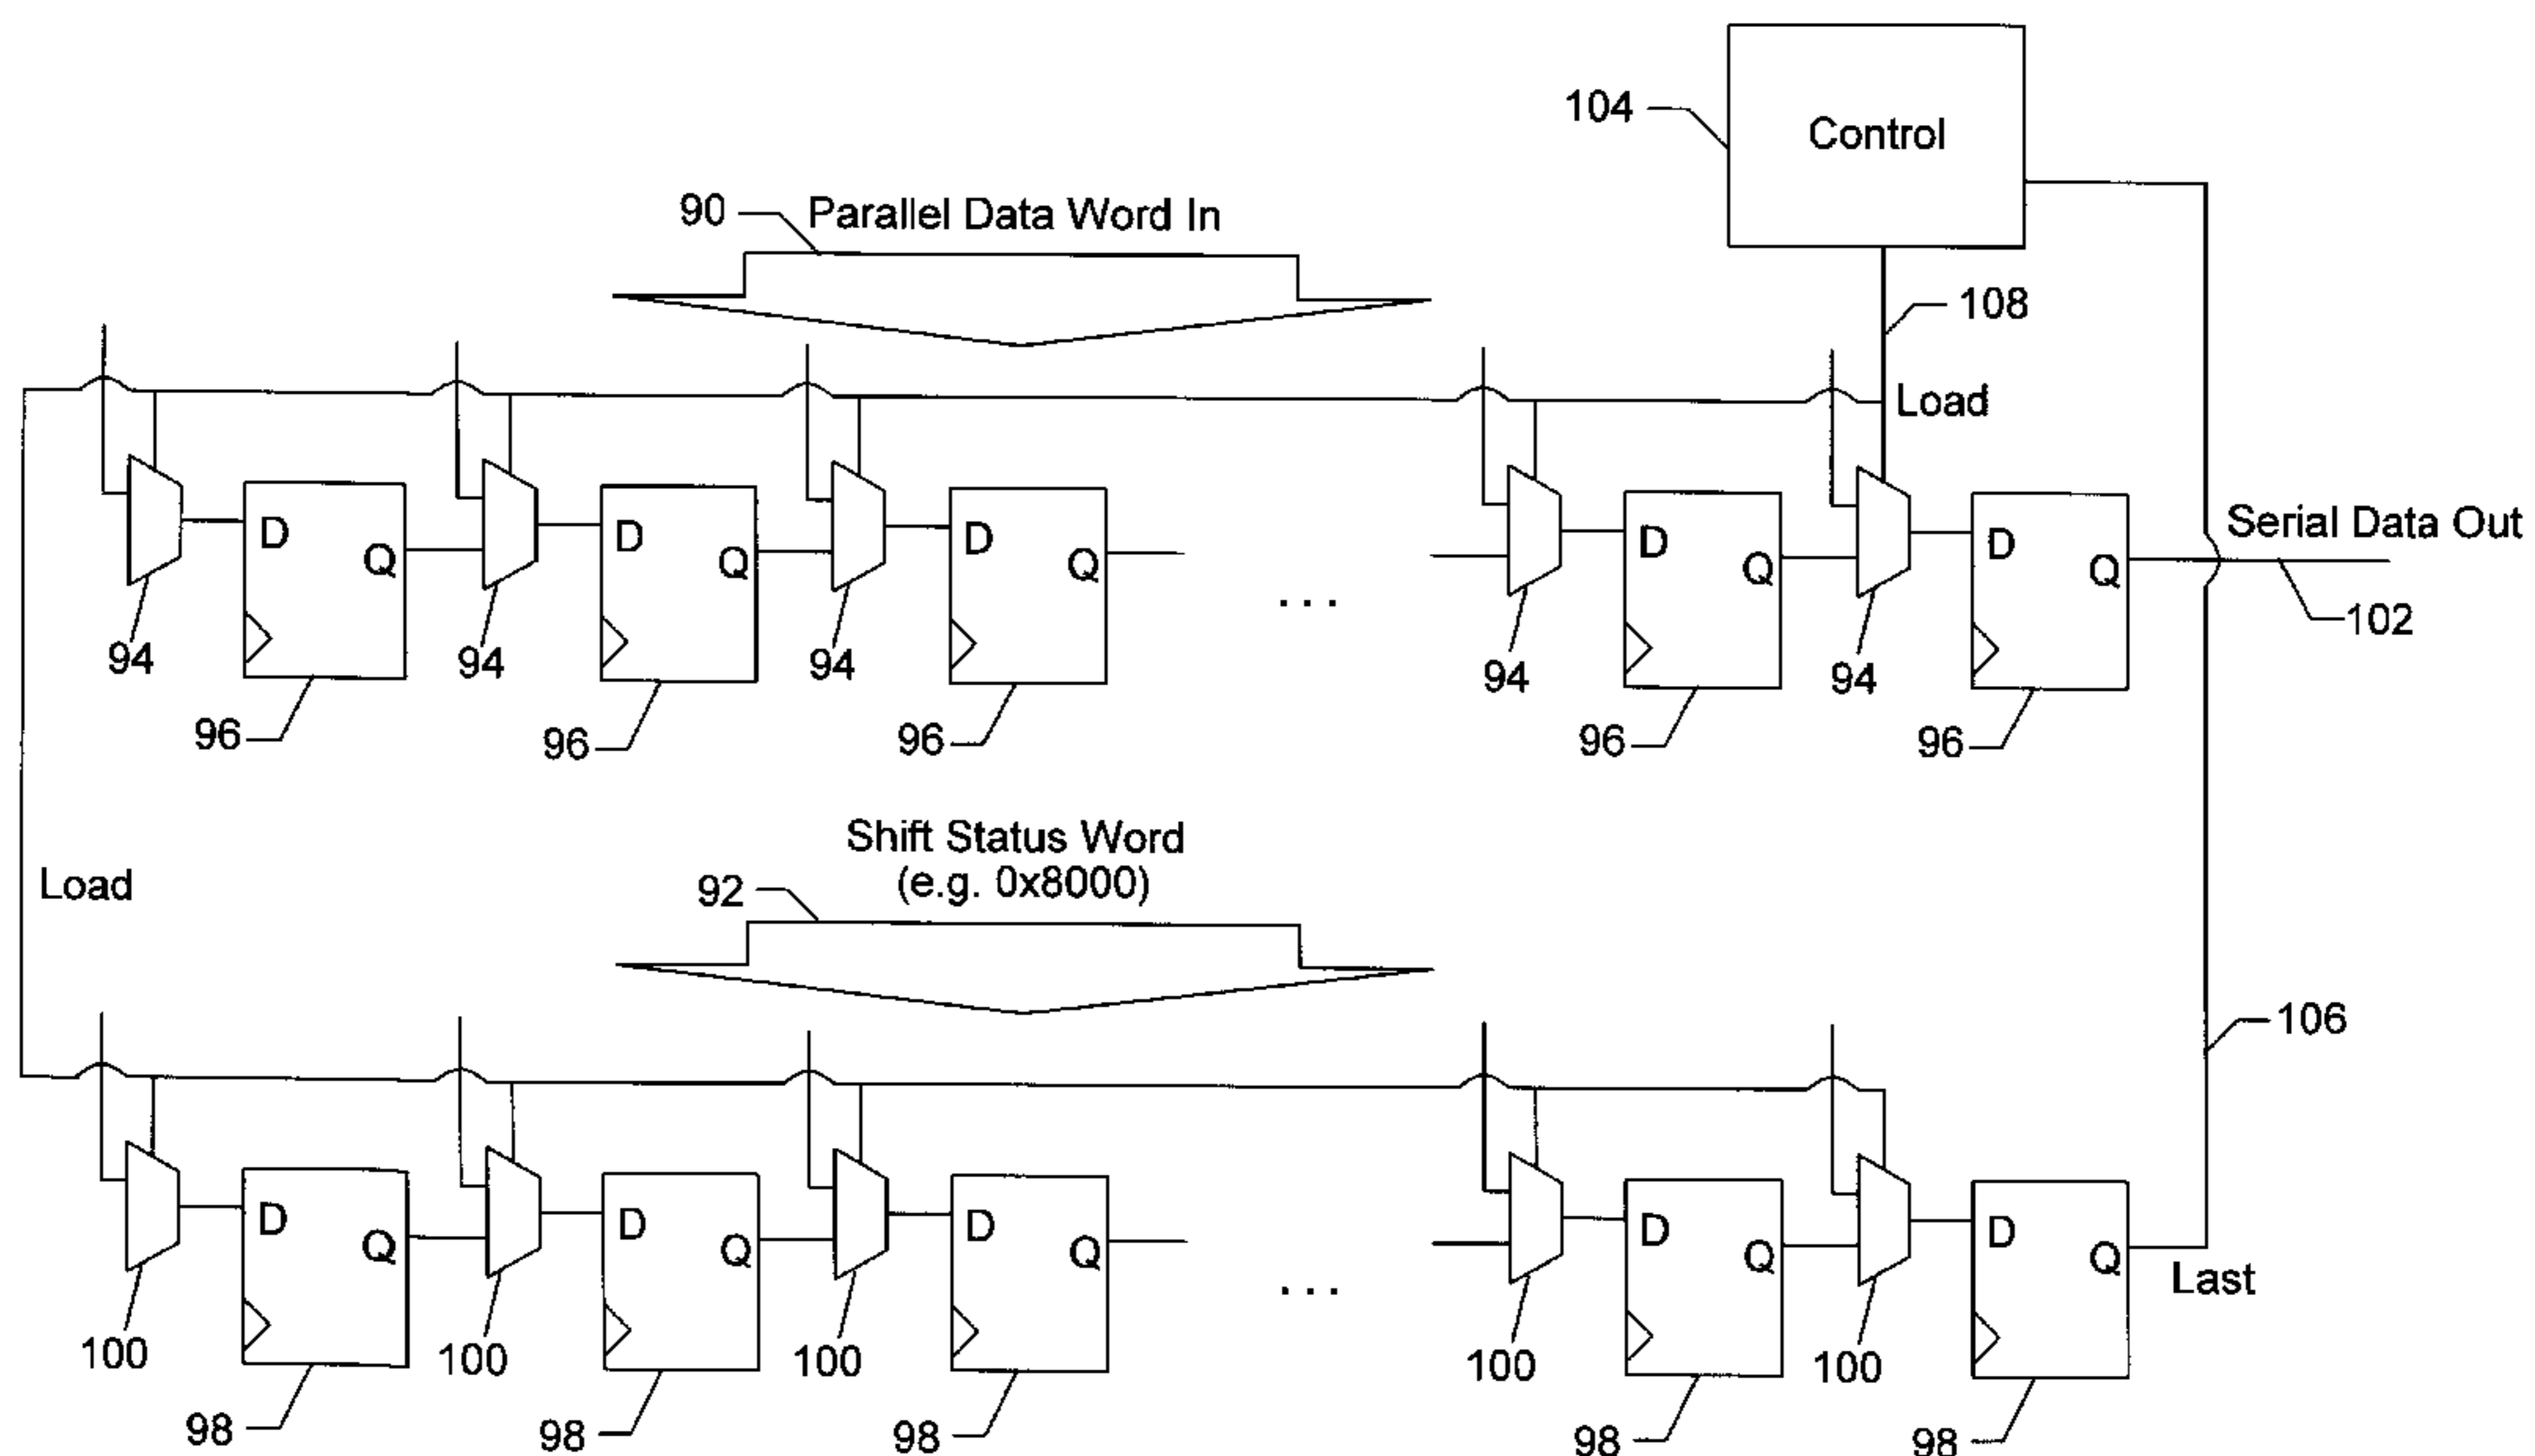 104
Control
90
Parallel Data Word In
108
Load
D Q
D Q
D Q
D Q
D Q
Serial Data Out
102
94
94
94
94
94
. . .
96
96
96
96
96
Shift Status Word
(e.g. 0x8000)
Load
92
106
D Q
D Q
D Q
D Q
D Q
Last
100
100
100
100
100
. . .
98
98
98
98
98